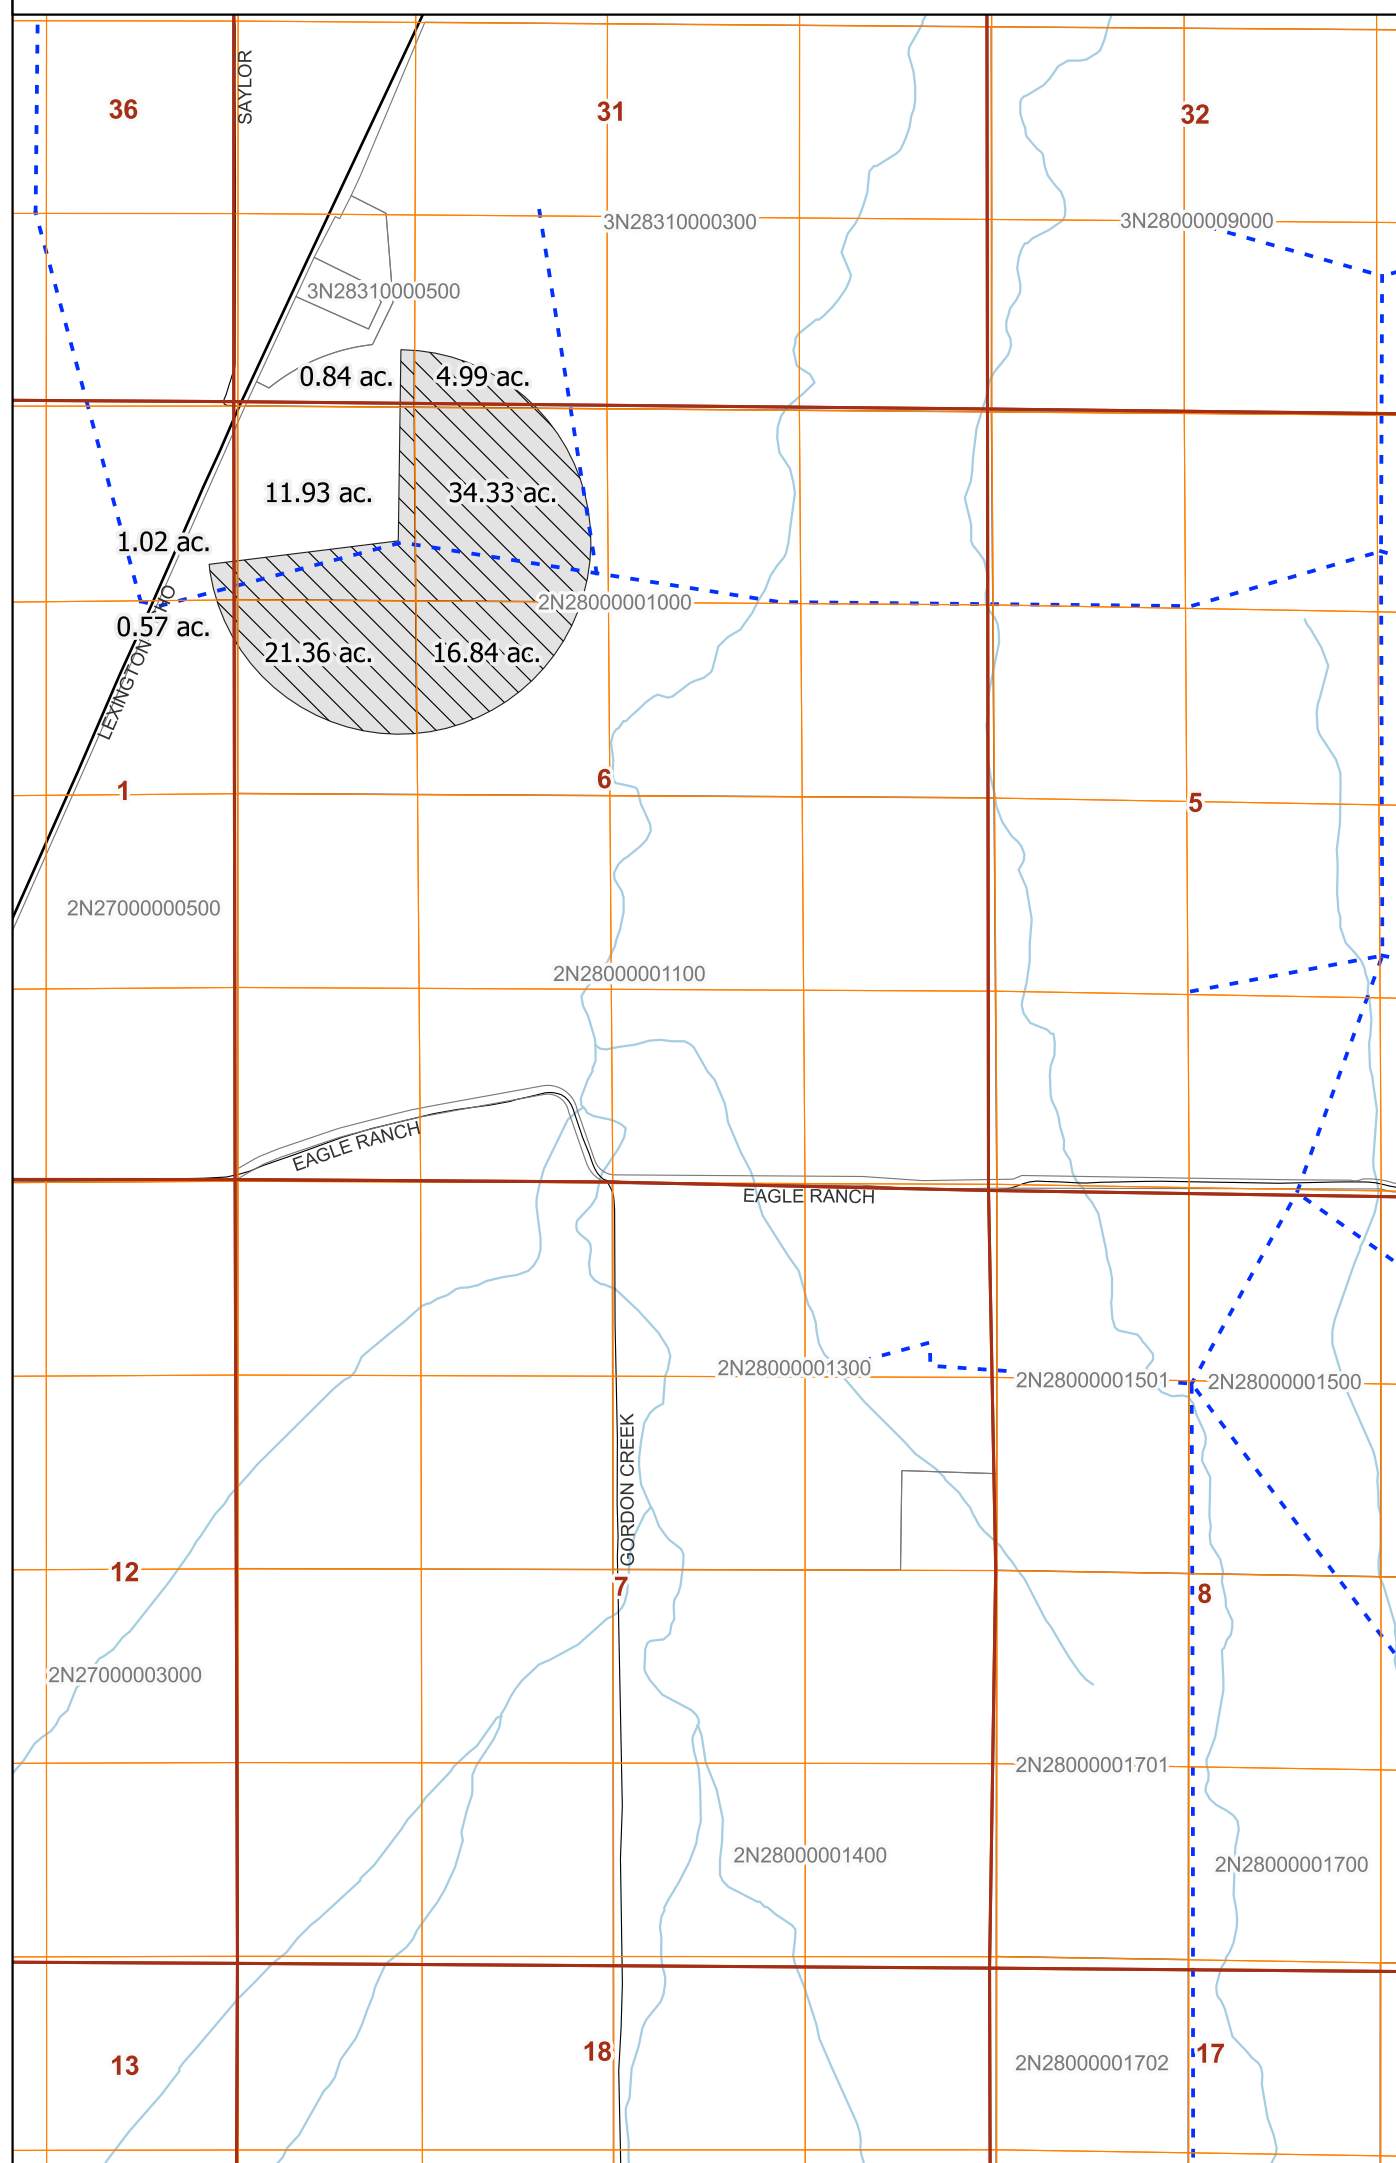 36
SAYLOR
31
32
3N28310000300
3N28000009000
3N28310000500
0.84 ac.
4.99 ac.
11.93 ac.
34.33 ac.
1.02 ac.
LEXINGTON
2N28000001000
0.57 ac.
21.36 ac.
16.84 ac.
1
6
5
2N27000000500
2N28000001100
EAGLE RANCH
EAGLE RANCH
2N28000001300
2N28000001501
2N28000001500
GORDON CREEK
12
7
8
2N27000003000
2N28000001701
2N28000001400
2N28000001700
13
18
2N28000001702
17